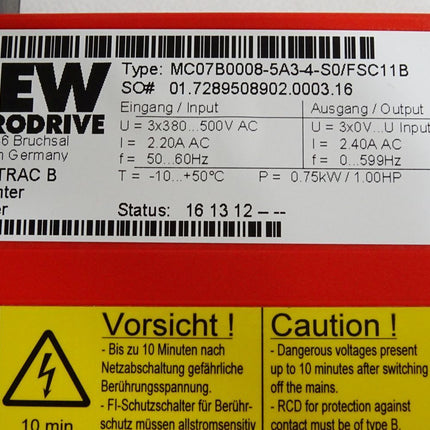 EW
RODRIVE
6 Bruchsal
Germany
TRAC B
Type: MC07B0008-5A3-4-S0/FSC11B
SO# 01.7289508902.0003.16
Eingang / Input
Ausgang / Output
U = 3x380...500V AC
U = 3x0V...U Input
I = 2.20A AC
I = 2.40A AC
f = 50...60Hz
f = 0...599Hz
T = -10...+50°C
P = 0.75kW / 1.00HP
Status: 16 13 12 -- --
10 min
Vorsicht !
- Bis zu 10 Minuten nach
Netzabschaltung gefährliche
Berührungsspannung.
- FI-Schutzschalter für Berühr-
schutz müssen allstromsensitiv
Caution !
- Dangerous voltages present
up to 10 minutes after switching
off the mains.
- RCD for protection against
contact must be of type B.